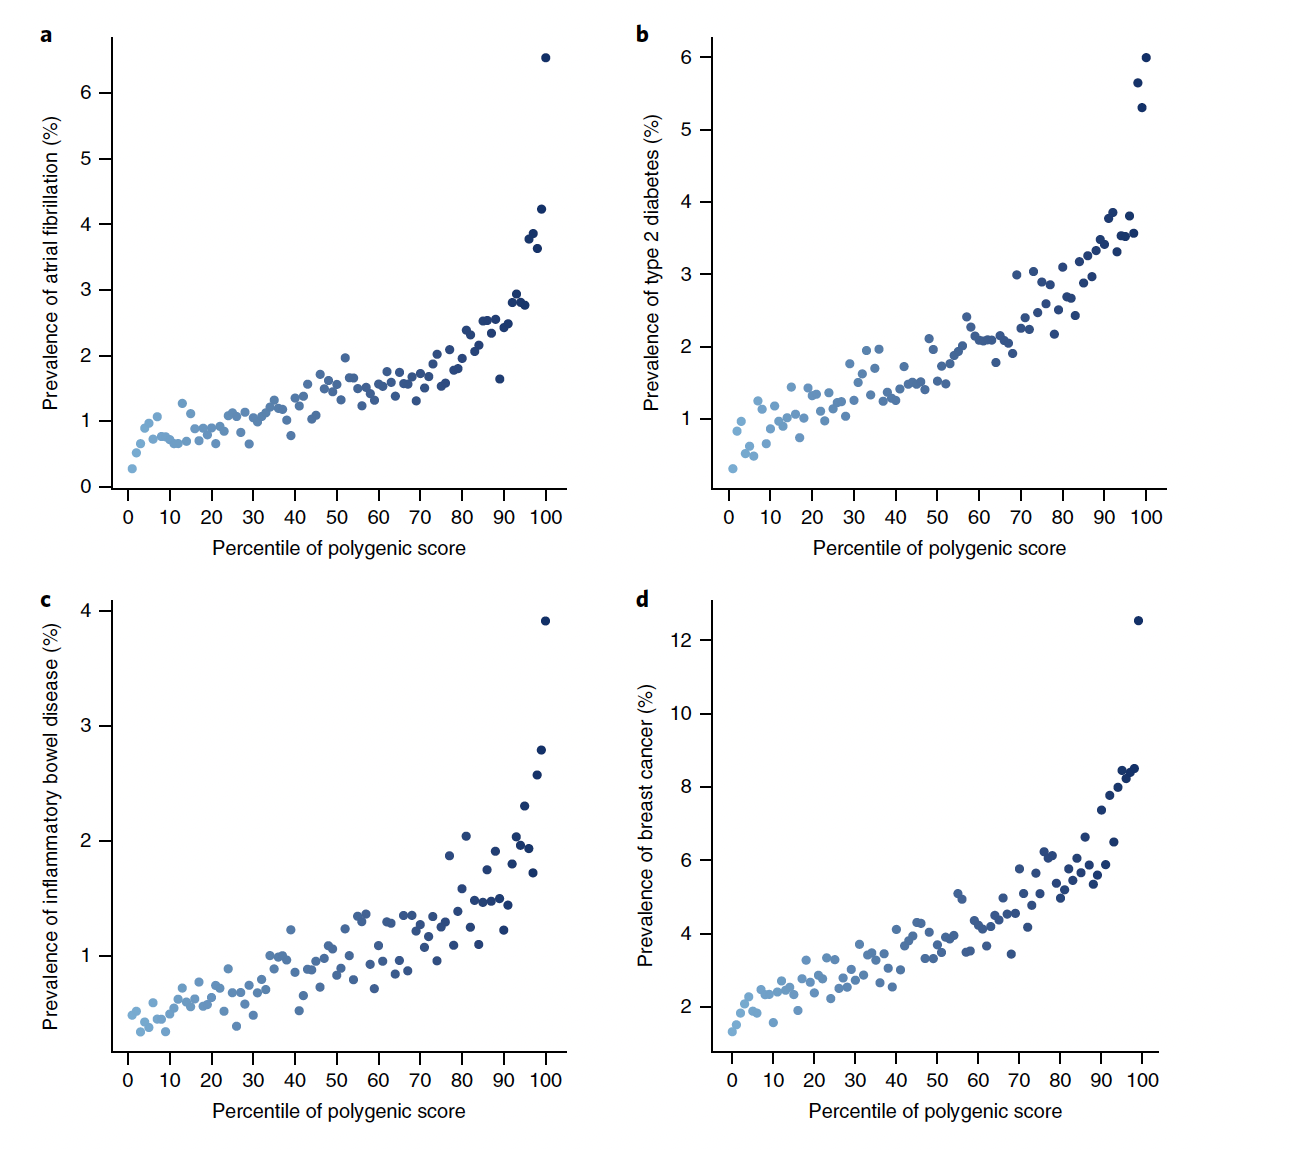 a
Prevalence of atrial fibrillation (%)
6
5
4
3
2
1
0
0 10 20 30 40 50 60 70 80 90 100
Percentile of polygenic score
b
Prevalence of type 2 diabetes (%)
6
5
4
3
2
1
0 10 20 30 40 50 60 70 80 90 100
Percentile of polygenic score
c
Prevalence of inflammatory bowel disease (%)
4
3
2
1
0 10 20 30 40 50 60 70 80 90 100
Percentile of polygenic score
d
Prevalence of breast cancer (%)
12
10
8
6
4
2
0 10 20 30 40 50 60 70 80 90 100
Percentile of polygenic score